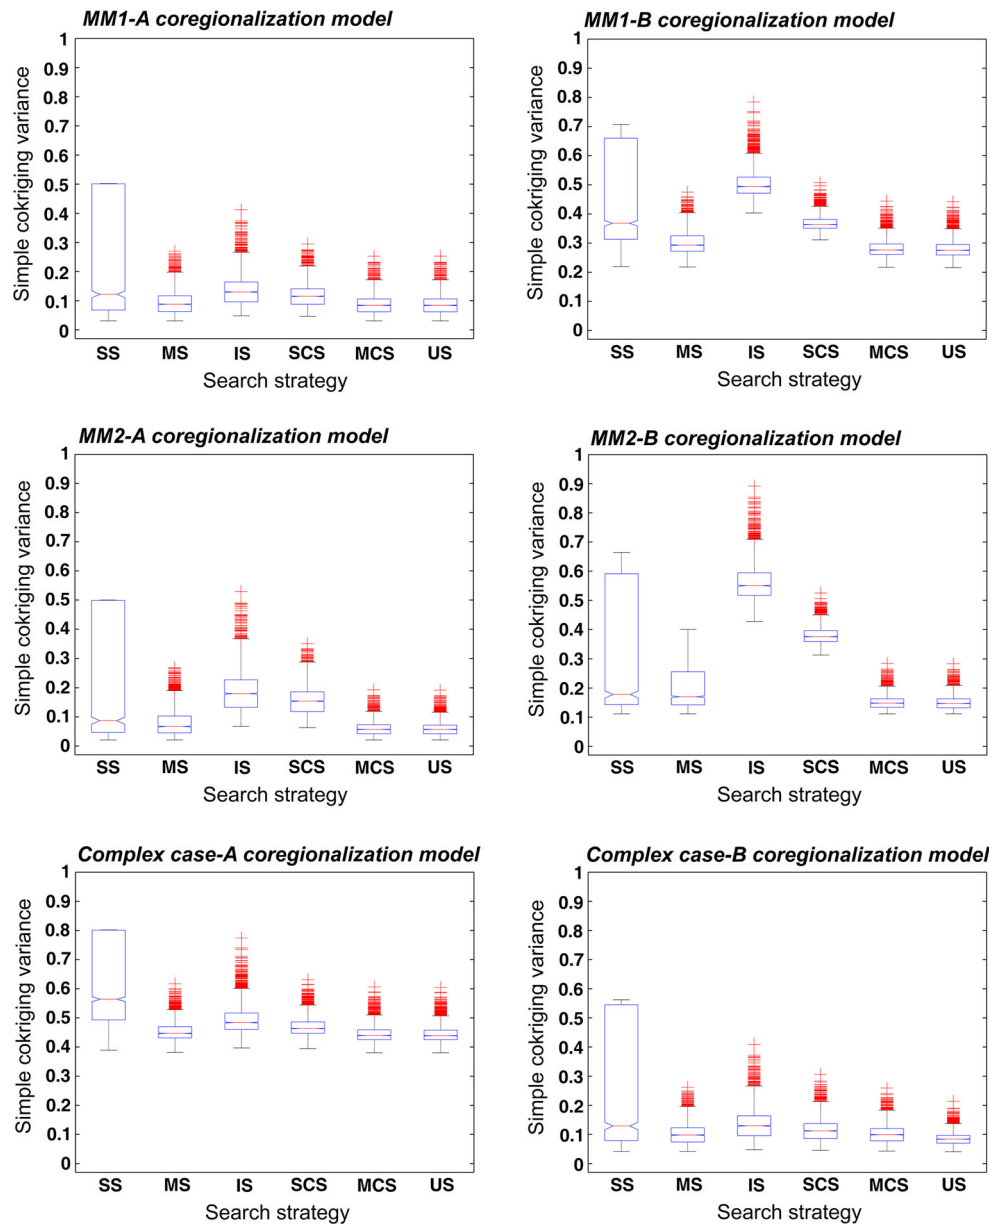 MM1-A coregionalization model
Simple cokriging variance
1
0.9
0.8
0.7
0.6
0.5
0.4
0.3
0.2
0.1
0
SS MS IS SCS MCS US
Search strategy
MM1-B coregionalization model
Simple cokriging variance
1
0.9
0.8
0.7
0.6
0.5
0.4
0.3
0.2
0.1
0
SS MS IS SCS MCS US
Search strategy
MM2-A coregionalization model
Simple cokriging variance
1
0.9
0.8
0.7
0.6
0.5
0.4
0.3
0.2
0.1
0
SS MS IS SCS MCS US
Search strategy
MM2-B coregionalization model
Simple cokriging variance
1
0.9
0.8
0.7
0.6
0.5
0.4
0.3
0.2
0.1
0
SS MS IS SCS MCS US
Search strategy
Complex case-A coregionalization model
Simple cokriging variance
1
0.9
0.8
0.7
0.6
0.5
0.4
0.3
0.2
0.1
0
SS MS IS SCS MCS US
Search strategy
Complex case-B coregionalization model
Simple cokriging variance
1
0.9
0.8
0.7
0.6
0.5
0.4
0.3
0.2
0.1
0
SS MS IS SCS MCS US
Search strategy